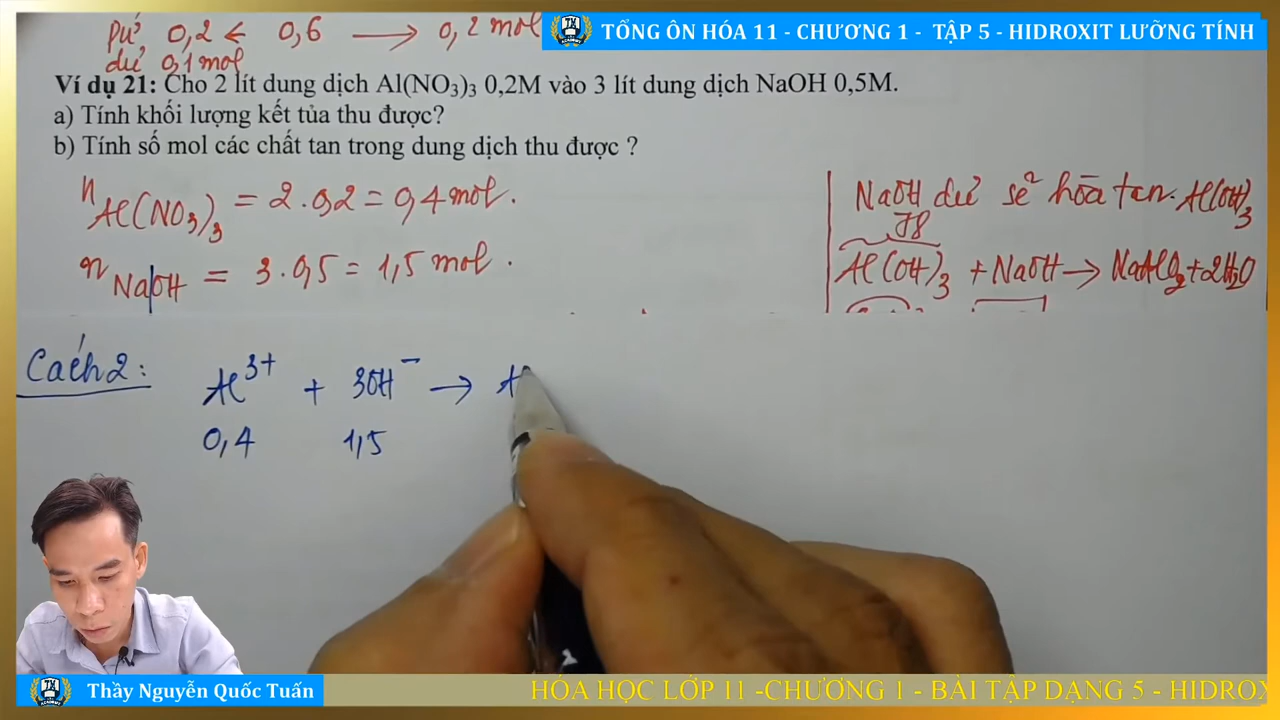 pứ 0,2 ← 0,6 → 0,2 mol
dư 0,1 mol
TỔNG ÔN HÓA 11 - CHƯƠNG 1 - TẬP 5 - HIDROXIT LƯỠNG TÍNH
Ví dụ 21: Cho 2 lít dung dịch Al(NO₃)₃ 0,2M vào 3 lít dung dịch NaOH 0,5M.
a) Tính khối lượng kết tủa thu được?
b) Tính số mol các chất tan trong dung dịch thu được ?
n Al(NO₃)₃ = 2.0,2 = 0,4 mol.
n NaOH = 3.0,5 = 1,5 mol.
NaOH dư sẽ hòa tan Al(OH)₃
78
Al(OH)₃ + NaOH → NaAlO₂ + 2H₂O
Cách 2: Al³⁺ + 3OH⁻ → A
0,4 1,5
Thầy Nguyễn Quốc Tuấn
HÓA HỌC LỚP 11 -CHƯƠNG 1 - BÀI TẬP DẠNG 5 - HIDROX